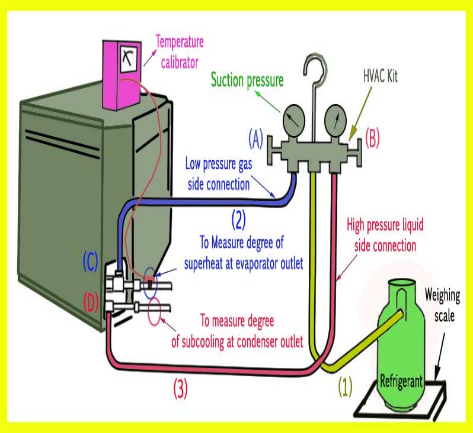 Temperature
calibrator
Suction pressure
HVAC Kit
(A)
(B)
Low pressure gas
side connection
(2)
High pressure liquid
side connection
To Measure degree of
superheat at evaporator outlet
(C)
(D)
To measure degree
of subcooling at condenser outlet
Weighing
scale
Refrigerant
(1)
(3)